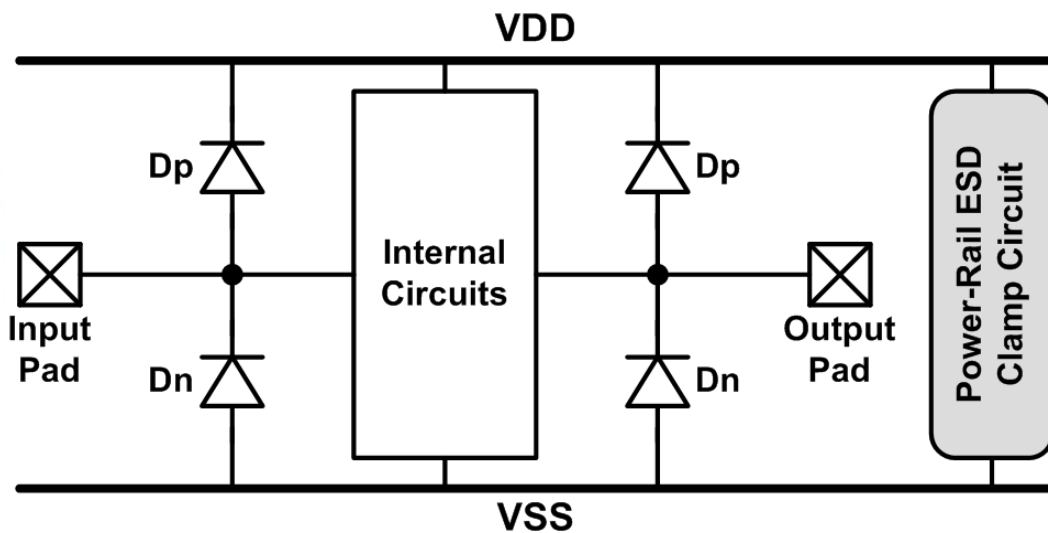 VDD
Dp
Dp
Internal
Circuits
Input
Pad
Output
Pad
Dn
Dn
Power-Rail ESD
Clamp Circuit
VSS